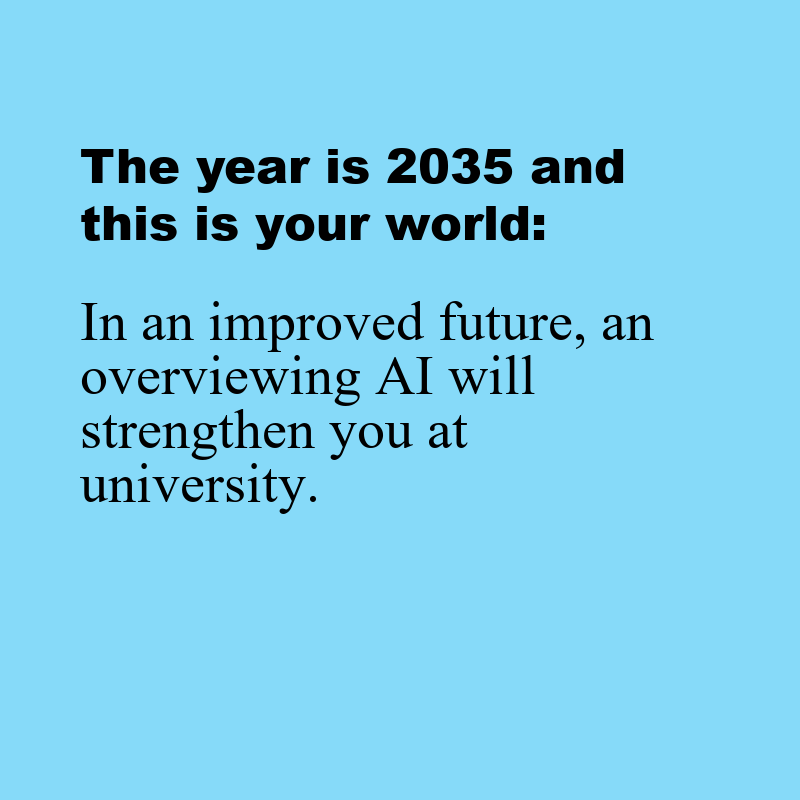 The year is 2035 and
this is your world:
In an improved future, an
overviewing AI will
strengthen you at
university.